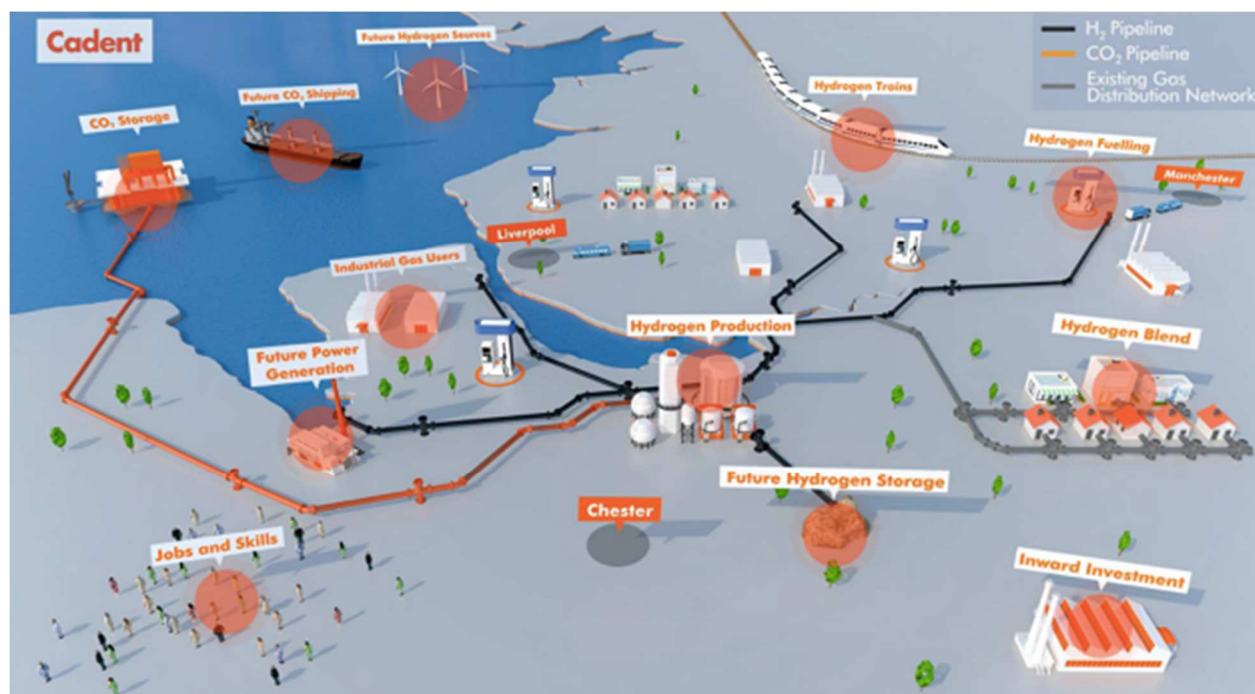 Cadent
Future Hydrogen Sources
H₂ Pipeline
CO₂ Pipeline
Existing Gas
Distribution Network
Future CO₂ Shipping
CO₂ Storage
Hydrogen Trains
Hydrogen Fuelling
Manchester
Liverpool
Industrial Gas Users
Hydrogen Production
Hydrogen Blend
Future Power
Generation
Future Hydrogen Storage
Chester
Jobs and Skills
Inward Investment